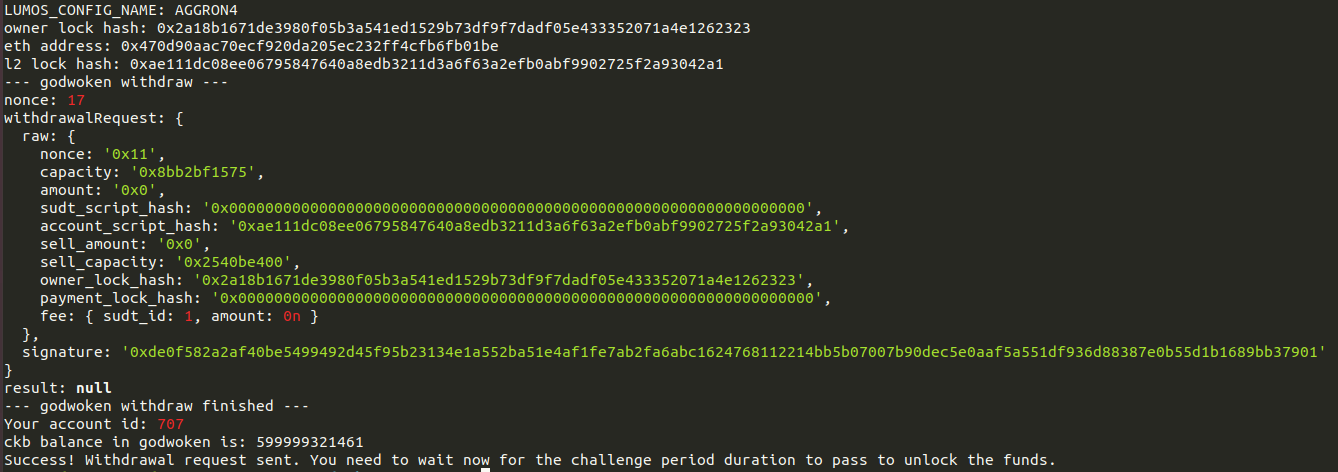 LUMOS_CONFIG_NAME: AGGRON4
owner lock hash: 0x2a18b1671de3980f05b3a541ed1529b73df9f7dadf05e433352071a4e1262323
eth address: 0x470d90aac70ecf920da205ec232ff4cfb6fb01be
l2 lock hash: 0xae111dc08ee06795847640a8edb3211d3a6f63a2efb0abf9902725f2a93042a1
--- godwoken withdraw ---
nonce: 17
withdrawalRequest: {
  raw: {
    nonce: '0x11',
    capacity: '0x8bb2bf1575',
    amount: '0x0',
    sudt_script_hash: '0x0000000000000000000000000000000000000000000000000000000000000000',
    account_script_hash: '0xae111dc08ee06795847640a8edb3211d3a6f63a2efb0abf9902725f2a93042a1',
    sell_amount: '0x0',
    sell_capacity: '0x2540be400',
    owner_lock_hash: '0x2a18b1671de3980f05b3a541ed1529b73df9f7dadf05e433352071a4e1262323',
    payment_lock_hash: '0x0000000000000000000000000000000000000000000000000000000000000000',
    fee: { sudt_id: 1, amount: 0n }
  },
  signature: '0xde0f582a2af40be5499492d45f95b23134e1a552ba51e4af1fe7ab2fa6abc1624768112214bb5b07007b90dec5e0aaf5a551df936d88387e0b55d1b1689bb37901'
}
result: null
--- godwoken withdraw finished ---
Your account id: 707
ckb balance in godwoken is: 599999321461
Success! Withdrawal request sent. You need to wait now for the challenge period duration to pass to unlock the funds.